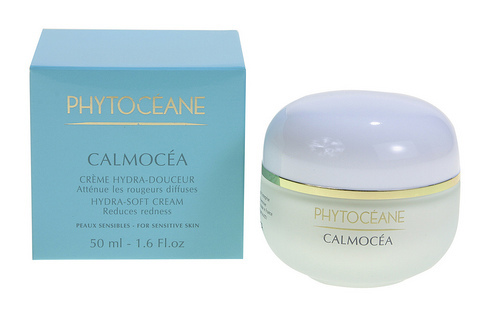 PHYTOCÉANE
CALMOCÉA
CRÈME HYDRA-DOUCEUR
Atténue les rougeurs diffuses
HYDRA-SOFT CREAM
Reduces redness
PEAUX SENSIBLES - FOR SENSITIVE SKIN
50 ml - 1.6 Fl.oz
PHYTOCÉANE
CALMOCÉA